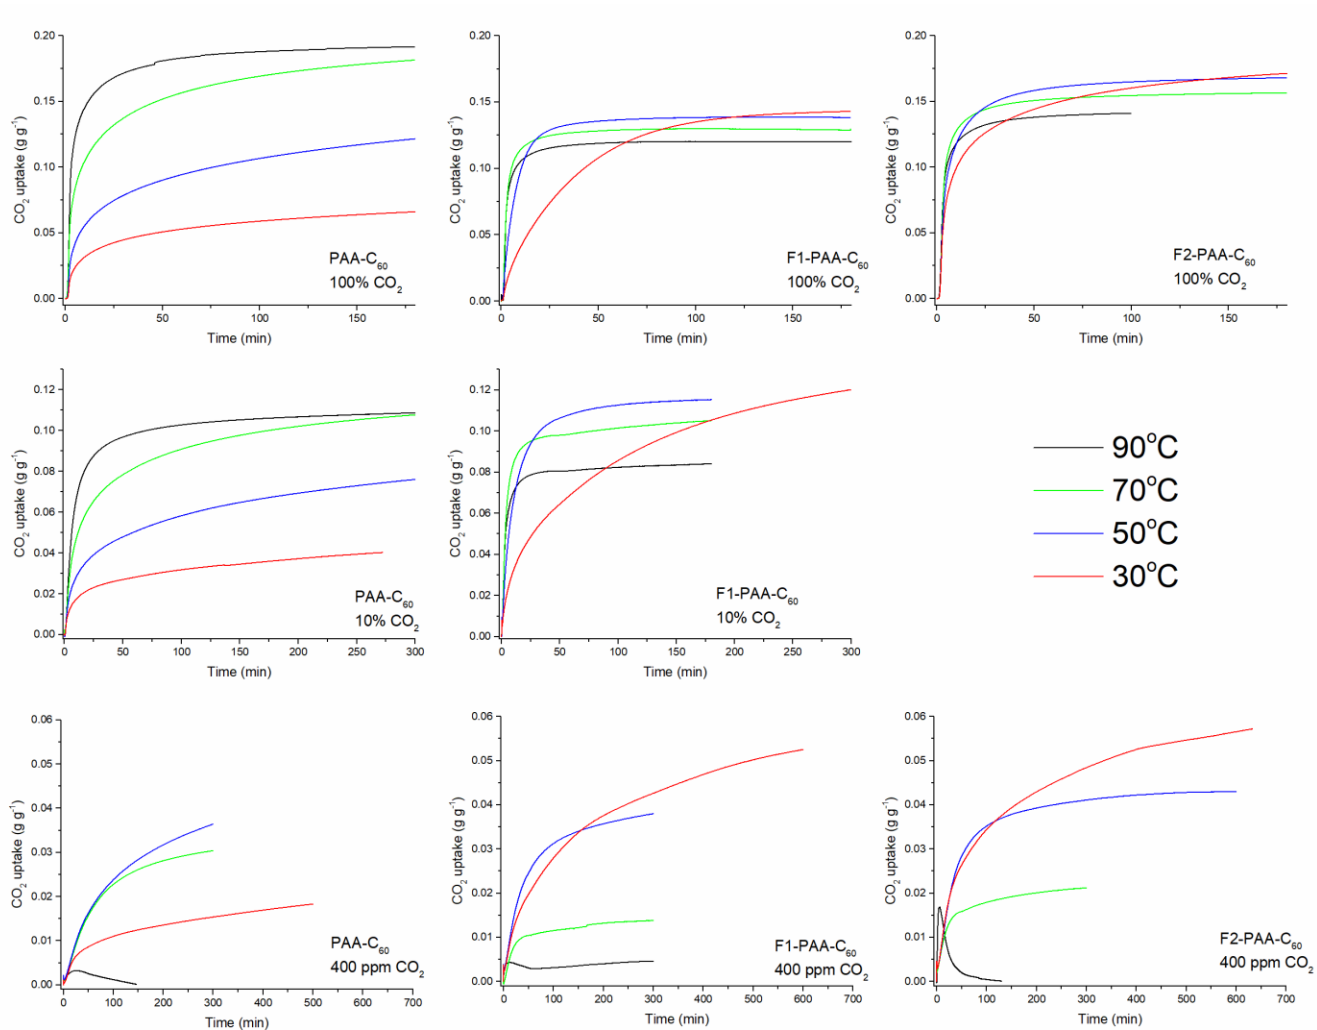 0.20
0.15
0.10
0.05
0.00
CO2 uptake (g g-1)
0
50
100
150
Time (min)
PAA-C60
100% CO2
0.20
0.15
0.10
0.05
0.00
CO2 uptake (g g-1)
0
50
100
150
Time (min)
F1-PAA-C60
100% CO2
0.20
0.15
0.10
0.05
0.00
CO2 uptake (g g-1)
0
50
100
150
Time (min)
F2-PAA-C60
100% CO2
0.12
0.10
0.08
0.06
0.04
0.02
0.00
CO2 uptake (g g-1)
0
50
100
150
200
250
300
Time (min)
PAA-C60
10% CO2
0.12
0.10
0.08
0.06
0.04
0.02
0.00
CO2 uptake (g g-1)
0
50
100
150
200
250
300
Time (min)
F1-PAA-C60
10% CO2
90°C
70°C
50°C
30°C
0.06
0.05
0.04
0.03
0.02
0.01
0.00
CO2 uptake (g g-1)
0
100
200
300
400
500
600
700
Time (min)
PAA-C60
400 ppm CO2
0.06
0.05
0.04
0.03
0.02
0.01
0.00
CO2 uptake (g g-1)
0
100
200
300
400
500
600
700
Time (min)
F1-PAA-C60
400 ppm CO2
0.06
0.05
0.04
0.03
0.02
0.01
0.00
CO2 uptake (g g-1)
0
100
200
300
400
500
600
700
Time (min)
F2-PAA-C60
400 ppm CO2